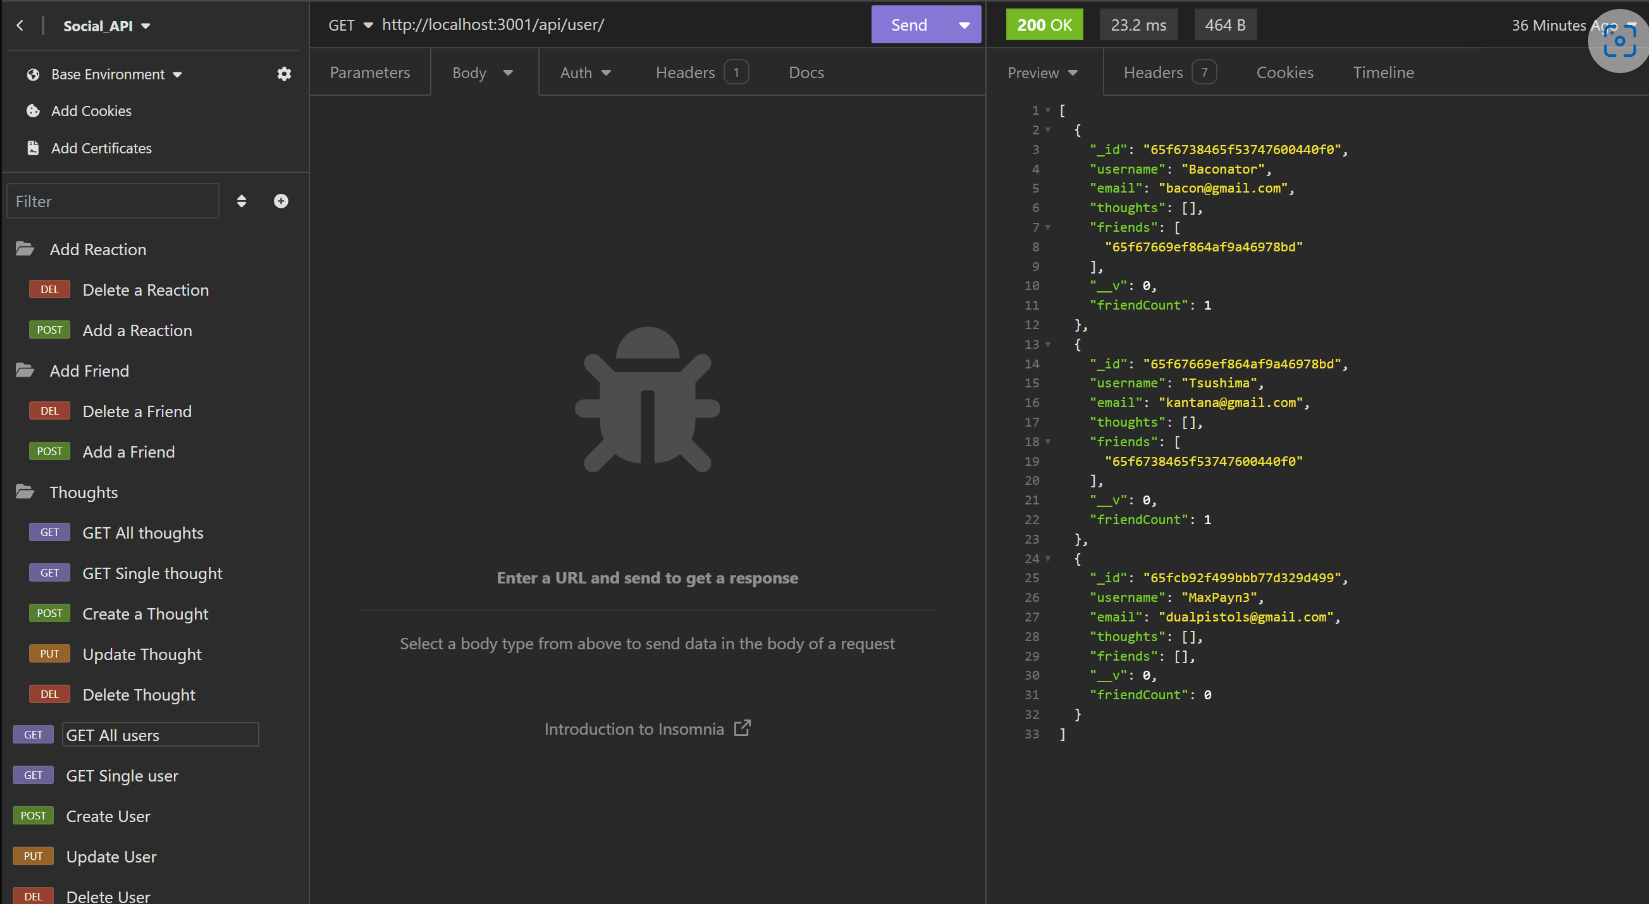 Social_API
Base Environment
Add Cookies
Add Certificates
Filter
Add Reaction
DEL Delete a Reaction
POST Add a Reaction
Add Friend
DEL Delete a Friend
POST Add a Friend
Thoughts
GET GET All thoughts
GET GET Single thought
POST Create a Thought
PUT Update Thought
DEL Delete Thought
GET GET All users
GET GET Single user
POST Create User
PUT Update User
DEL Delete User
GET http://localhost:3001/api/user/ Send
Parameters Body Auth Headers 1 Docs
Enter a URL and send to get a response
Select a body type from above to send data in the body of a request
Introduction to Insomnia
200 OK 23.2 ms 464 B 36 Minutes Ago
Preview Headers 7 Cookies Timeline
1 [
2 {
3 "_id": "65f6738465f53747600440f0",
4 "username": "Baconator",
5 "email": "bacon@gmail.com",
6 "thoughts": [],
7 "friends": [
8 "65f67669ef864af9a46978bd"
9 ],
10 "__v": 0,
11 "friendCount": 1
12 },
13 {
14 "_id": "65f67669ef864af9a46978bd",
15 "username": "Tsushima",
16 "email": "kantana@gmail.com",
17 "thoughts": [],
18 "friends": [
19 "65f6738465f53747600440f0"
20 ],
21 "__v": 0,
22 "friendCount": 1
23 },
24 {
25 "_id": "65fcb92f499bbb77d329d499",
26 "username": "MaxPayn3",
27 "email": "dualpistols@gmail.com",
28 "thoughts": [],
29 "friends": [],
30 "__v": 0,
31 "friendCount": 0
32 }
33 ]